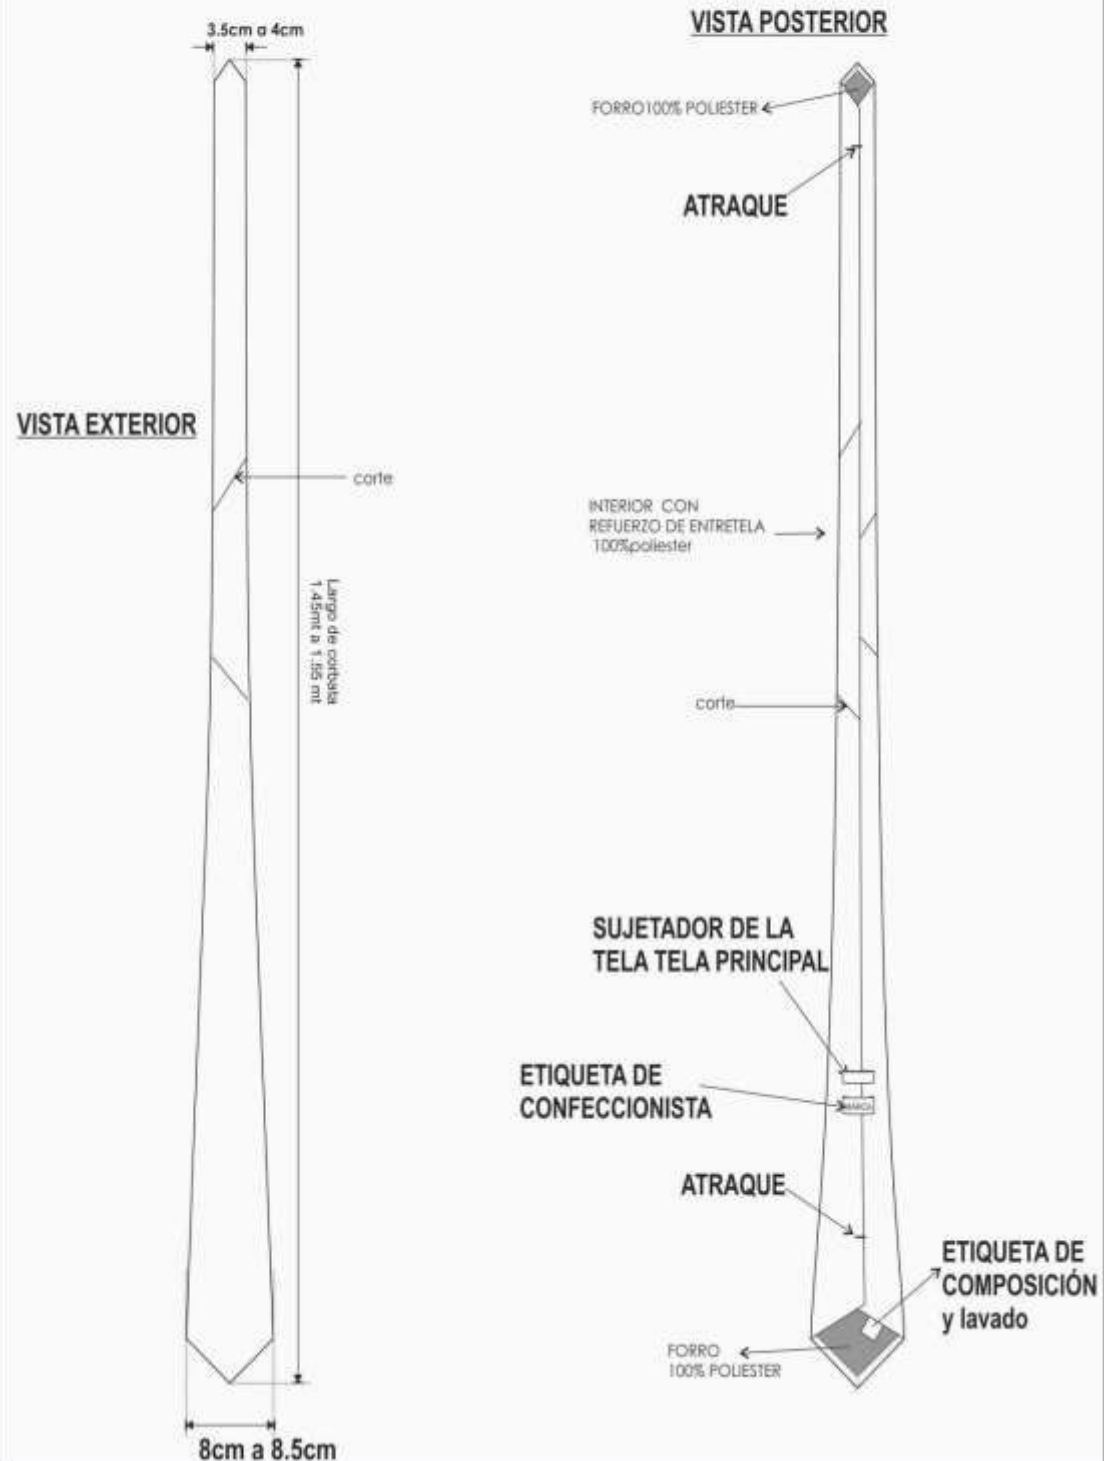 3.5cm a 4cm
VISTA EXTERIOR
corte
Largo de corbata
1.45mt a 1.55 mt
8cm a 8.5cm
VISTA POSTERIOR
FORRO100% POLIESTER
ATRAQUE
INTERIOR CON
REFUERZO DE ENTRETELA
100%poliester
corte
SUJETADOR DE LA
TELA TELA PRINCIPAL
ETIQUETA DE
CONFECCIONISTA
MARCA
ATRAQUE
ETIQUETA DE
COMPOSICIÓN
y lavado
FORRO
100% POLIESTER